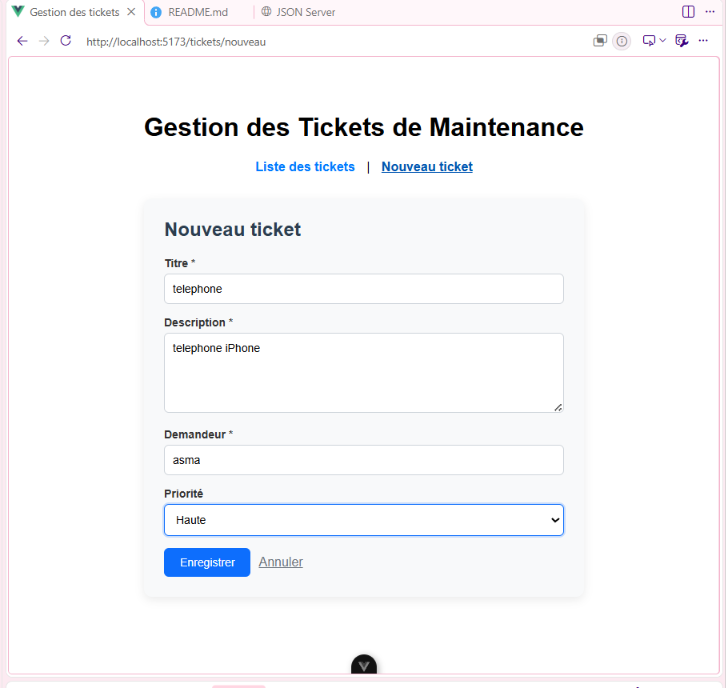 Gestion des tickets README.md JSON Server
http://localhost:5173/tickets/nouveau
Gestion des Tickets de Maintenance
Liste des tickets | Nouveau ticket
Nouveau ticket
Titre *
telephone
Description *
telephone iPhone
Demandeur *
asma
Priorité
Haute
Enregistrer Annuler